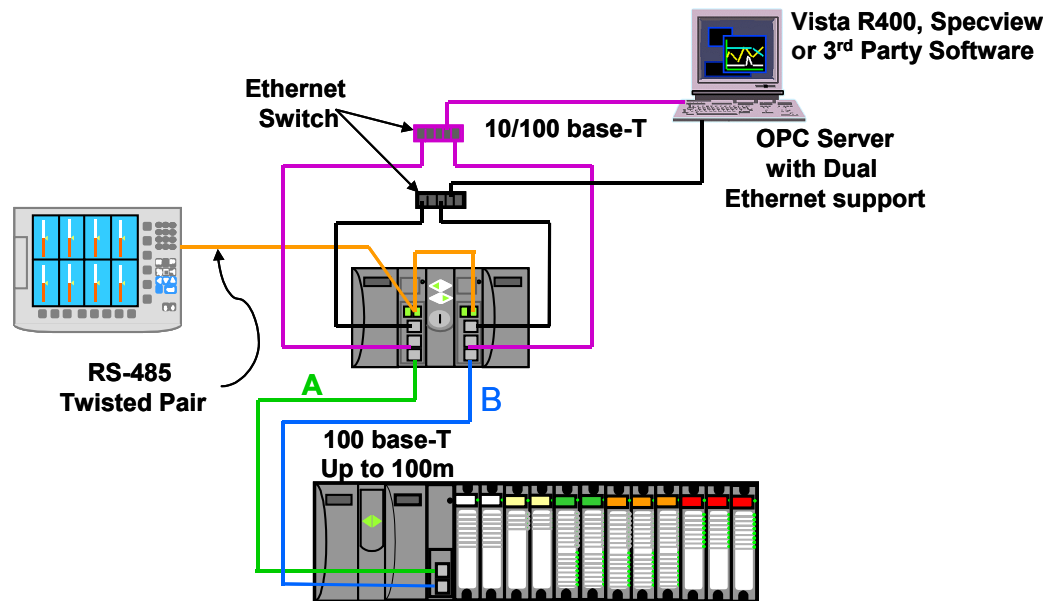 Vista R400, Specview
or 3rd Party Software
Ethernet
Switch
10/100 base-T
OPC Server
with Dual
Ethernet support
RS-485
Twisted Pair
A
B
100 base-T
Up to 100m